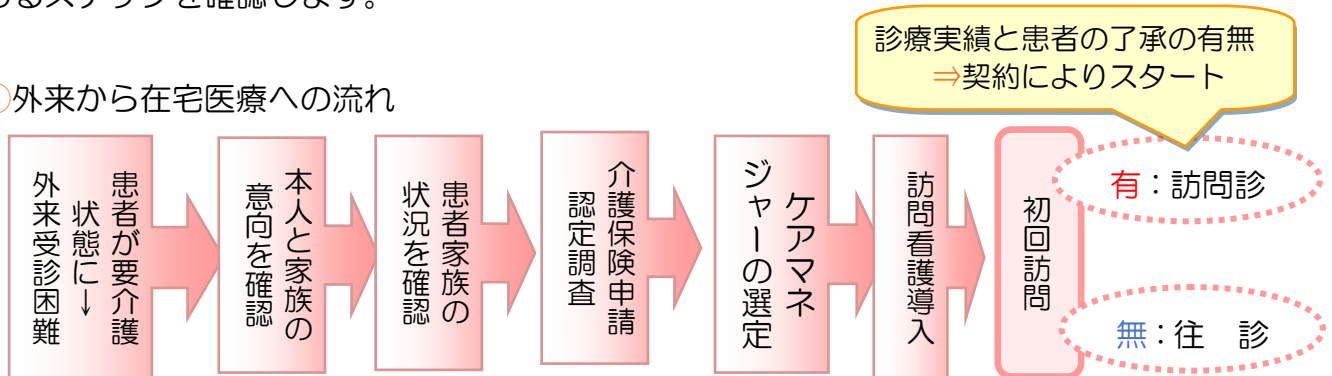 るステップを確認します。
診療実績と患者の了承の有無
⇒契約によりスタート
外来から在宅医療への流れ
患者が要介護
状態に↓
外来受診困難
本人と家族の
意向を確認
患者家族の
状況を確認
介護保険申請
認定調査
ケアマネ
ジャーの選定
訪問看護導入
初回訪問
有：訪問診
無：往　診